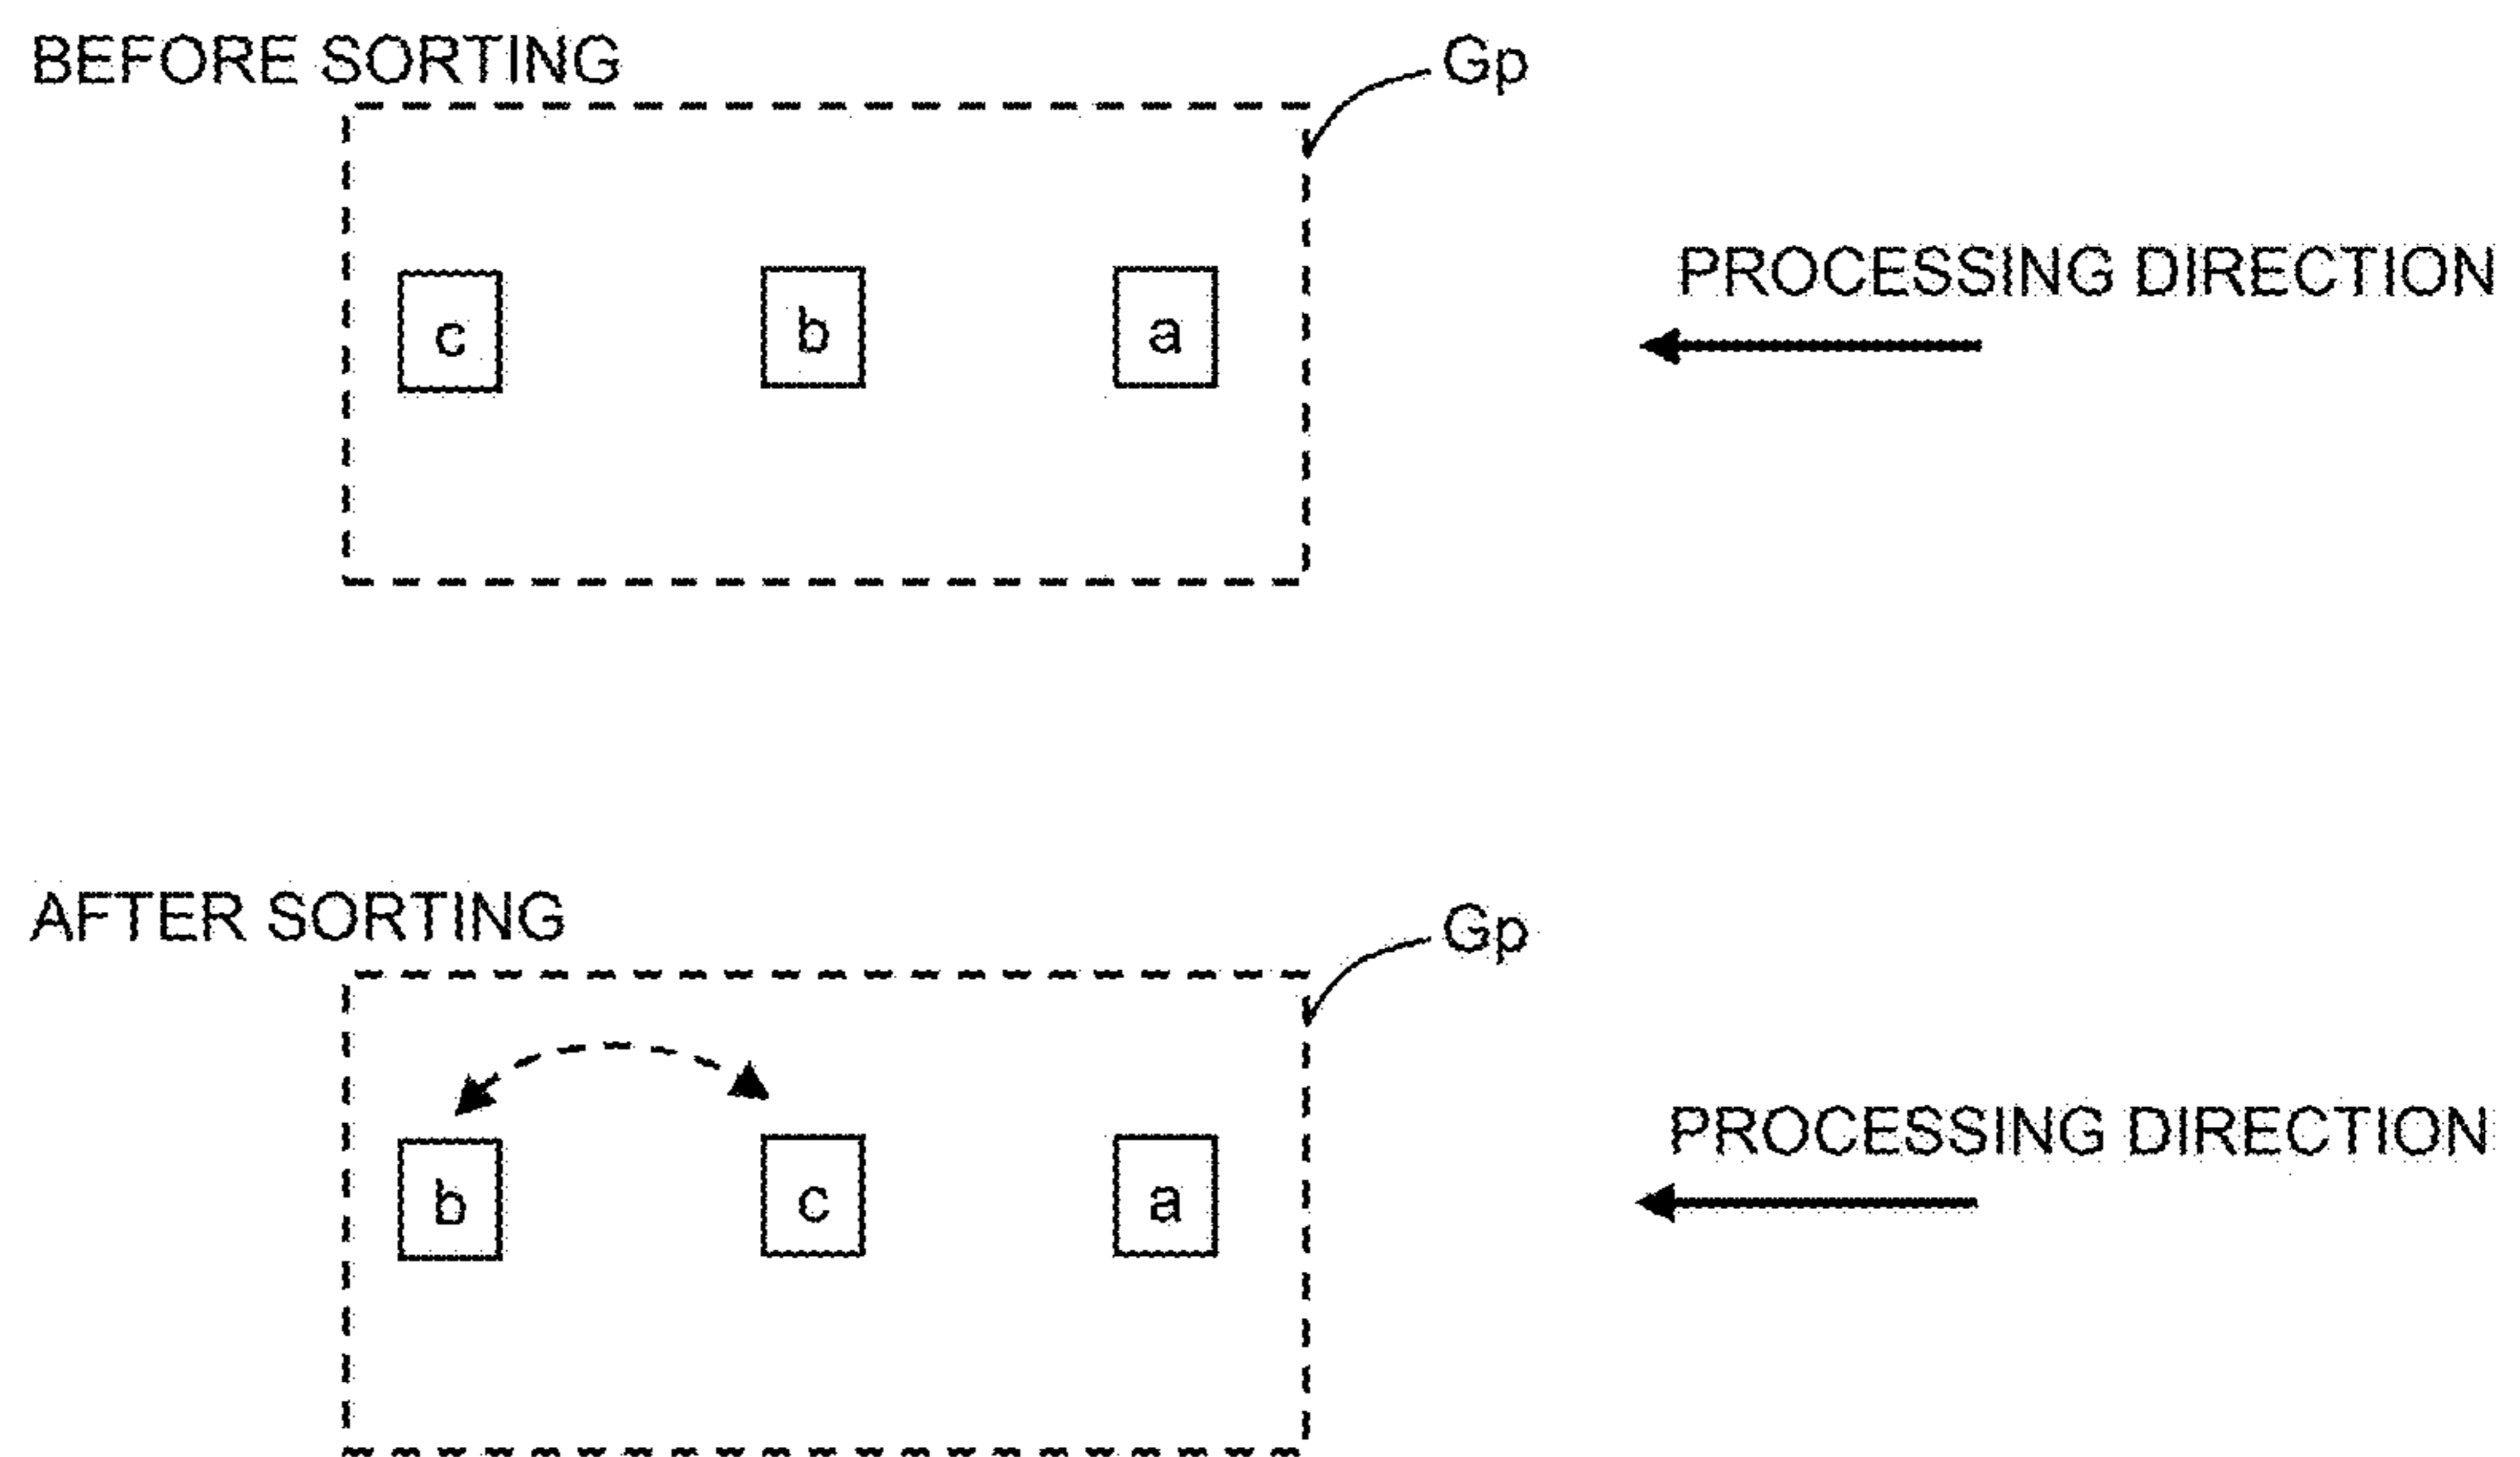 BEFORE SORTING
Gp
PROCESSING DIRECTION
c b a
AFTER SORTING
Gp
PROCESSING DIRECTION
b c a